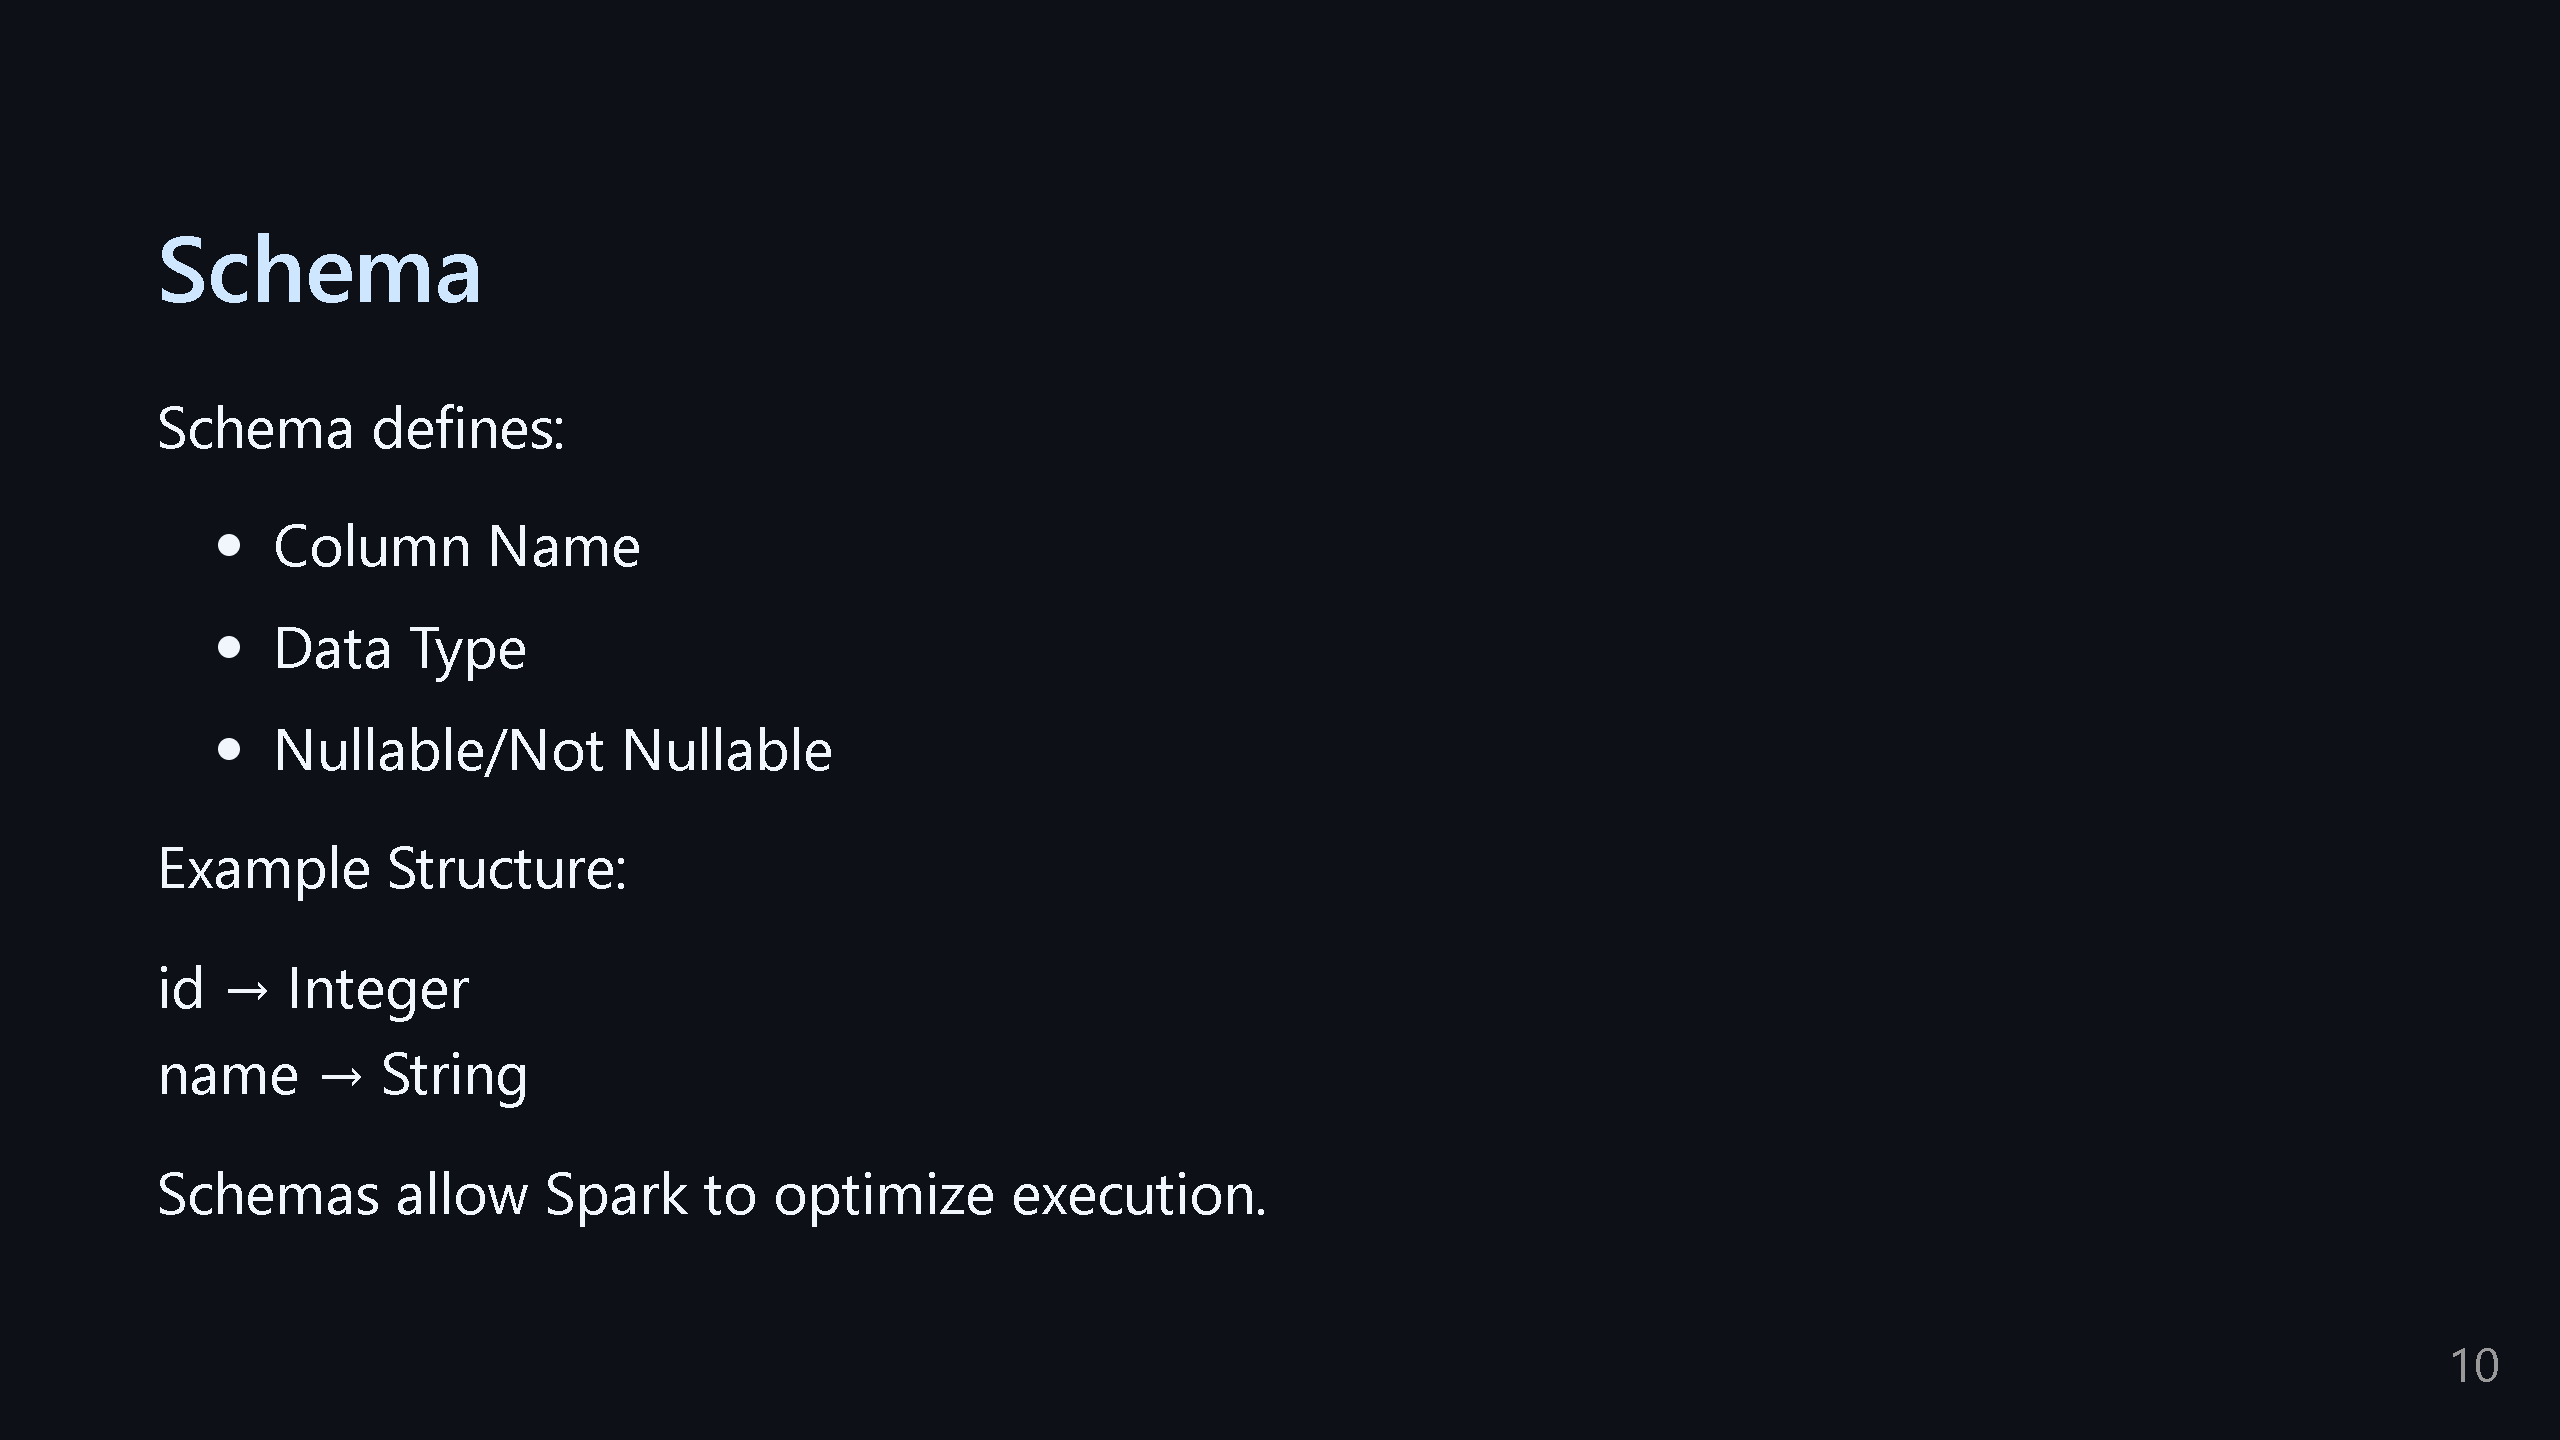 Schema
Schema defines:
• Column Name
• Data Type
• Nullable/Not Nullable
Example Structure:
id → Integer
name → String
Schemas allow Spark to optimize execution.
10